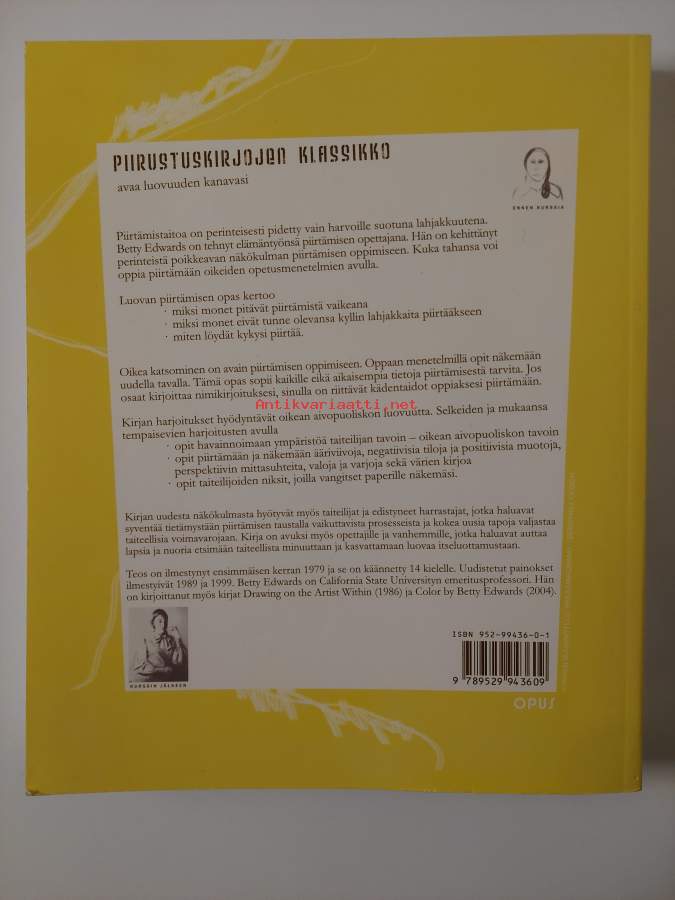 PIIRUSTUSKIRJOJEN KLASSIKKO
avaa luovuuden kanavasi
ENNEN KURSSIA
Piirtämistaitoa on perinteisesti pidetty vain harvoille suotuna lahjakkuutena.
Betty Edwards on tehnyt elämäntyönsä piirtämisen opettajana. Hän on kehittänyt
perinteistä poikkeavan näkökulman piirtämisen oppimiseen. Kuka tahansa voi
oppia piirtämään oikeiden opetusmenetelmien avulla.
Luovan piirtämisen opas kertoo
· miksi monet pitävät piirtämistä vaikeana
· miksi monet eivät tunne olevansa kyllin lahjakkaita piirtääkseen
· miten löydät kykysi piirtää.
Oikea katsominen on avain piirtämisen oppimiseen. Oppaan menetelmillä opit näkemään
uudella tavalla. Tämä opas sopii kaikille eikä aikaisempia tietoja piirtämisestä tarvita. Jos
osaat kirjoittaa nimikirjoituksesi, sinulla on riittävät kädentaidot oppiaksesi piirtämään.
Antikvariaatti.net
Kirjan harjoitukset hyödyntävät oikean aivopuoliskon luovuutta. Selkeiden ja mukaansa
tempaisevien harjoitusten avulla
· opit havainnoimaan ympäristöä taiteilijan tavoin – oikean aivopuoliskon tavoin
· opit piirtämään ja näkemään ääriviivoja, negatiivisia tiloja ja positiivisia muotoja,
perspektiivin mittasuhteita, valoja ja varjoja sekä värien kirjoa
· opit taiteilijoiden niksit, joilla vangitset paperille näkemäsi.
Kirjan uudesta näkökulmasta hyötyvät myös taiteilijat ja edistyneet harrastajat, jotka haluavat
syventää tietämystään piirtämisen taustalla vaikuttavista prosesseista ja kokea uusia tapoja valjastaa
taiteellisia voimavarojaan. Kirja on avuksi myös opettajille ja vanhemmille, jotka haluavat auttaa
lapsia ja nuoria etsimään taiteellista minuuttaan ja kasvattamaan luovaa itseluottamustaan.
Teos on ilmestynyt ensimmäisen kerran 1979 ja se on käännetty 14 kielelle. Uudistetut painokset
ilmestyivät 1989 ja 1999. Betty Edwards on California State Universityn emeritusprofessori. Hän
on kirjoittanut myös kirjat Drawing on the Artist Within (1986) ja Color by Betty Edwards (2004).
KURSSIN JÄLKEEN
ISBN 952-99436-0-1
9 789529 943609
OPUS